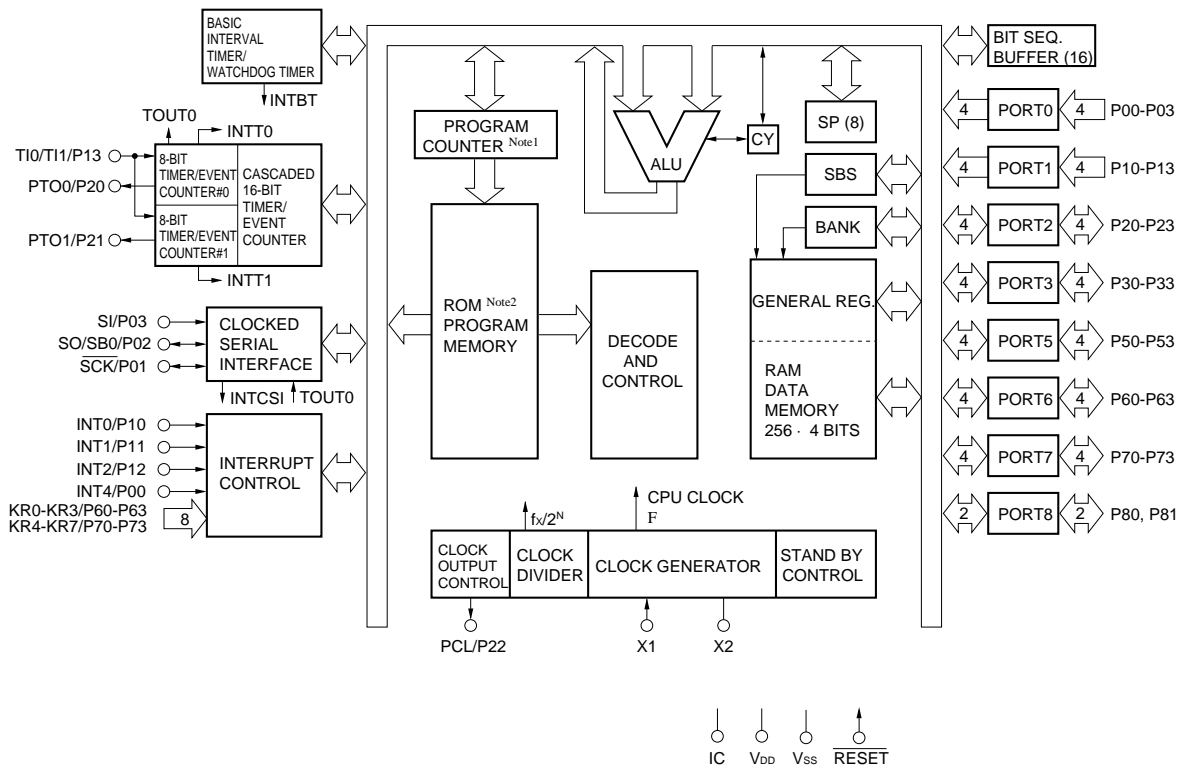 BASIC
INTERVAL
TIMER/
WATCHDOG TIMER
INTBT
TOUT0
INTT0
TI0/TI1/P13
PTO0/P20
PTO1/P21
8-BIT
TIMER/EVENT
COUNTER#0
8-BIT
TIMER/EVENT
COUNTER#1
CASCADED
16-BIT
TIMER/
EVENT
COUNTER
INTT1
SI/P03
SO/SB0/P02
SCK/P01
CLOCKED
SERIAL
INTERFACE
INTCSI
TOUT0
INT0/P10
INT1/P11
INT2/P12
INT4/P00
KR0-KR3/P60-P63
KR4-KR7/P70-P73
8
INTERRUPT
CONTROL
PROGRAM
COUNTER Note1
ALU
CY
SP (8)
SBS
BANK
ROM Note2
PROGRAM
MEMORY
DECODE
AND
CONTROL
GENERAL REG.
RAM
DATA
MEMORY
256 · 4 BITS
fX/2N
CPU CLOCK
F
CLOCK
OUTPUT
CONTROL
CLOCK
DIVIDER
CLOCK GENERATOR
STAND BY
CONTROL
PCL/P22
X1
X2
BIT SEQ.
BUFFER (16)
4 PORT0 4 P00-P03
4 PORT1 4 P10-P13
4 PORT2 4 P20-P23
4 PORT3 4 P30-P33
4 PORT5 4 P50-P53
4 PORT6 4 P60-P63
4 PORT7 4 P70-P73
2 PORT8 2 P80, P81
IC VDD VSS RESET